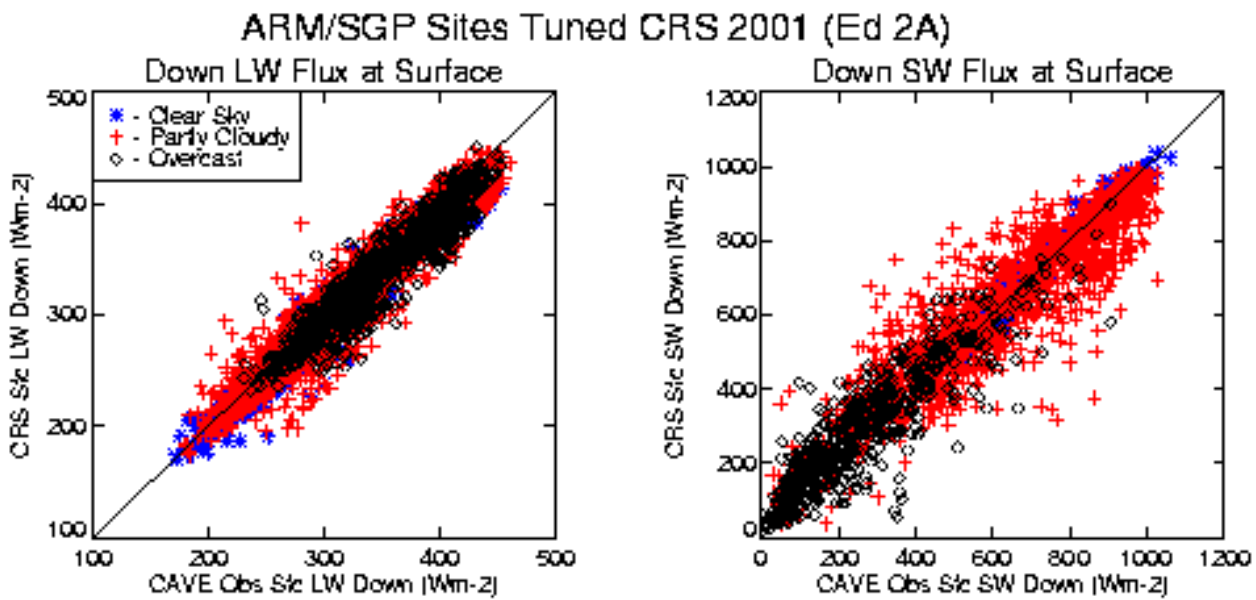 ARM/SGP Sites Tuned CRS 2001 (Ed 2A)
Down LW Flux at Surface
500
400
300
200
100
CRS Sfc LW Down [Wm-2]
- Clear Sky
- Partly Cloudy
- Overcast
100 200 300 400 500
CAVE Obs Sfc LW Down [Wm-2]
Down SW Flux at Surface
1200
1000
800
600
400
200
0
CRS Sfc SW Down [Wm-2]
0 200 400 600 800 1000 1200
CAVE Obs Sfc SW Down [Wm-2]